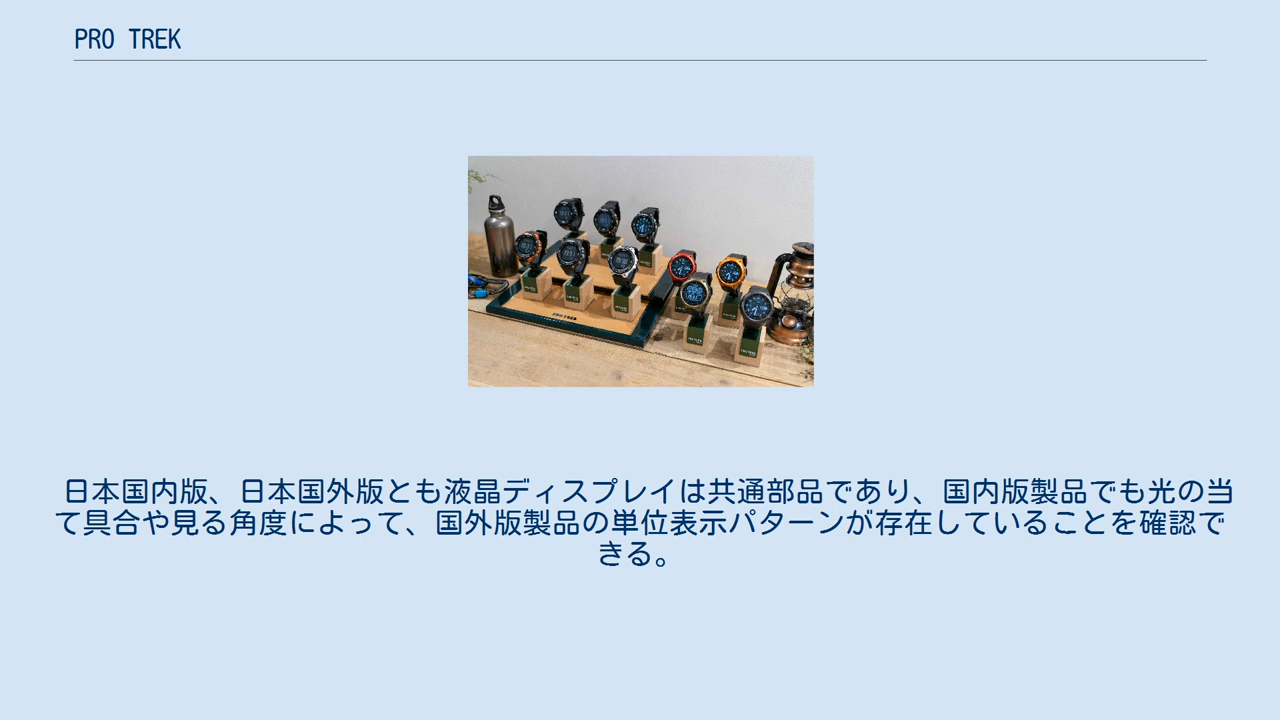 PRO TREK
日本国内版、日本国外版とも液晶ディスプレイは共通部品であり、国内版製品でも光の当
て具合や見る角度によって、国外版製品の単位表示パターンが存在していることを確認で
きる。